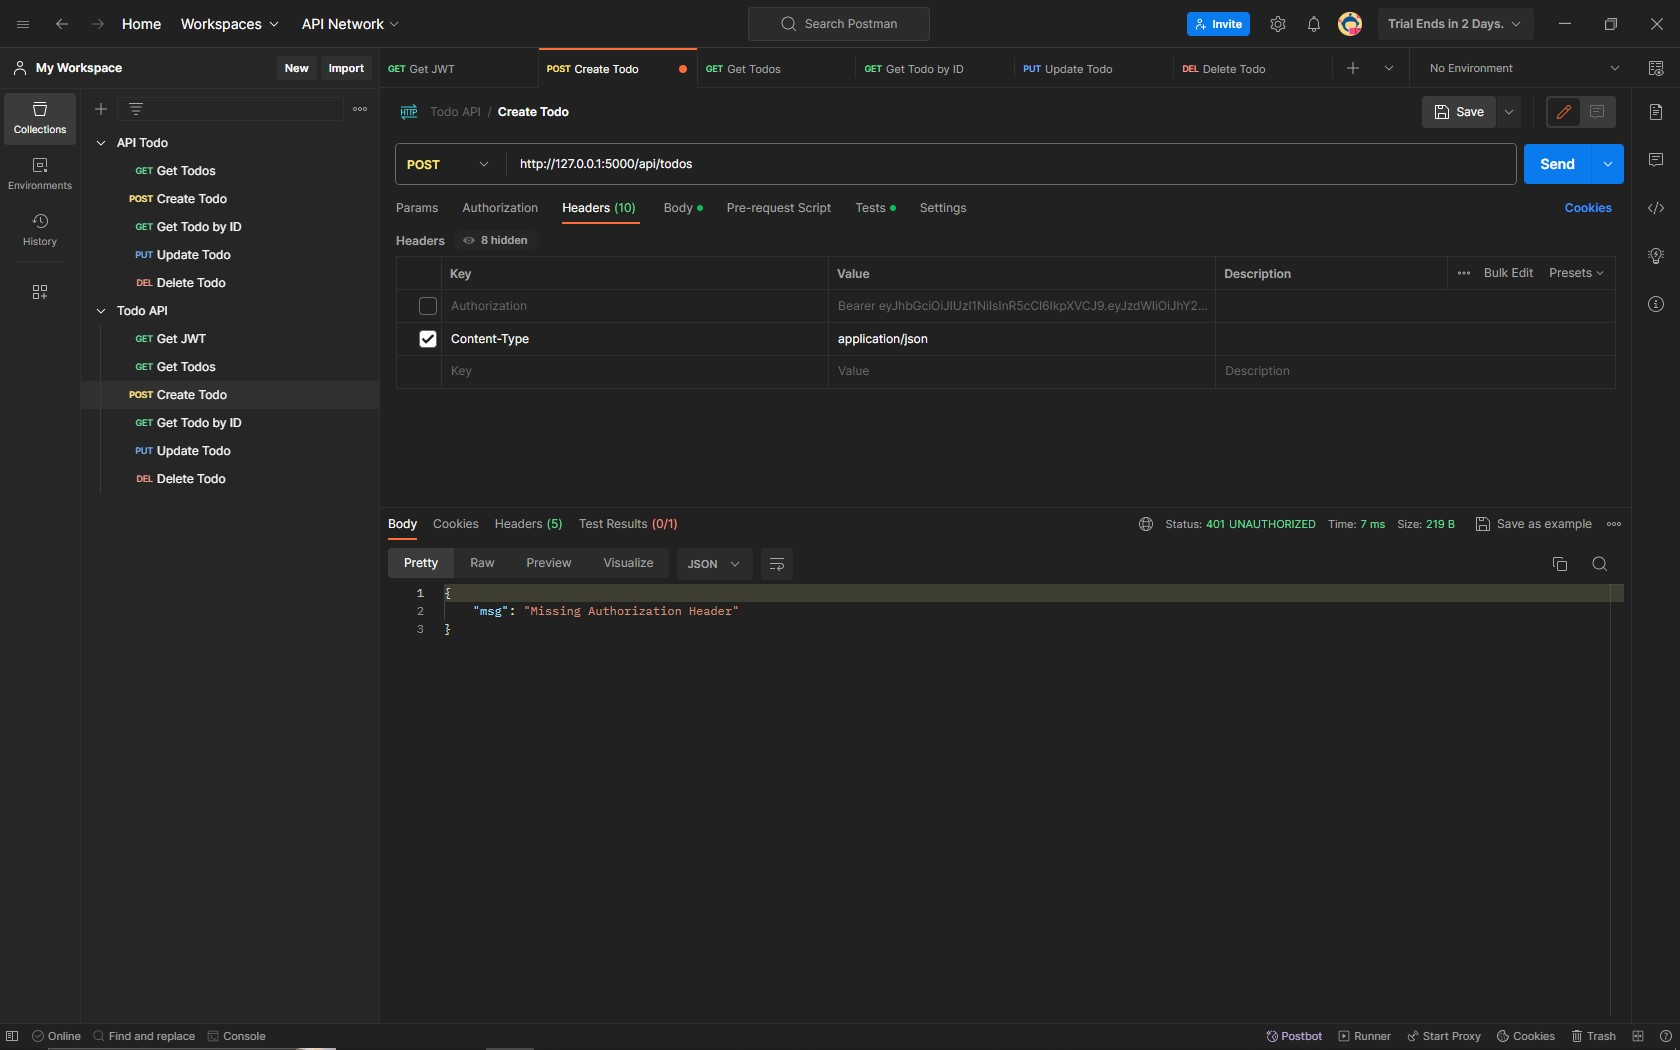 Home Workspaces API Network Search Postman Invite Trial Ends in 2 Days.
My Workspace New Import GET Get JWT POST Create Todo GET Get Todos GET Get Todo by ID PUT Update Todo DEL Delete Todo No Environment
Collections
Environments
History
API Todo
GET Get Todos
POST Create Todo
GET Get Todo by ID
PUT Update Todo
DEL Delete Todo
Todo API
GET Get JWT
GET Get Todos
POST Create Todo
GET Get Todo by ID
PUT Update Todo
DEL Delete Todo
HTTP Todo API / Create Todo Save
POST http://127.0.0.1:5000/api/todos Send
Params Authorization Headers (10) Body Pre-request Script Tests Settings Cookies
Headers 8 hidden
Key Value Description Bulk Edit Presets
Authorization Bearer eyJhbGciOiJIUzI1NiIsInR5cCI6IkpXVCJ9.eyJzdWIiOiJhY2...
Content-Type application/json
Key Value Description
Body Cookies Headers (5) Test Results (0/1) Status: 401 UNAUTHORIZED Time: 7 ms Size: 219 B Save as example
Pretty Raw Preview Visualize JSON
1 {
2 "msg": "Missing Authorization Header"
3 }
Online Find and replace Console Postbot Runner Start Proxy Cookies Trash